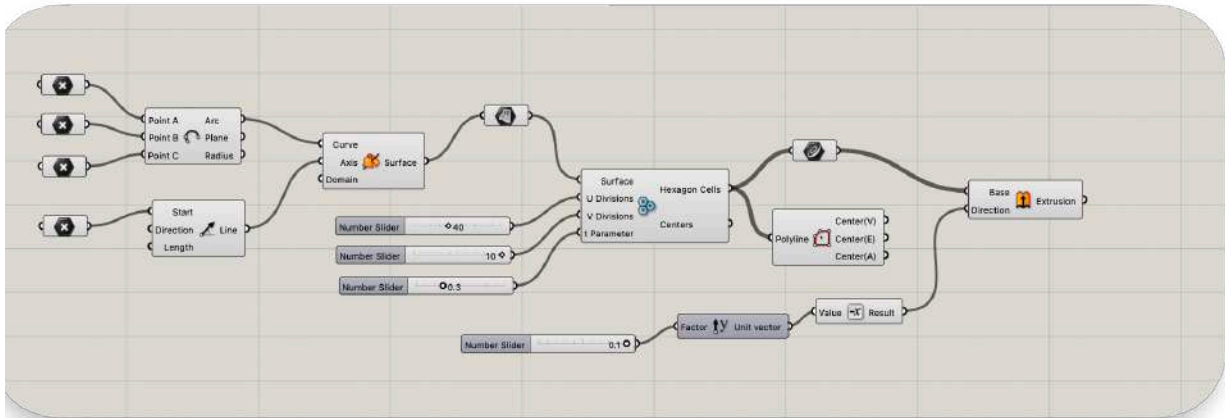 Point A Arc
Point B Plane
Point C Radius
Start
Direction Line
Length
Curve
Axis Surface
Domain
Number Slider 40
Number Slider 10
Number Slider 0.3
Surface Hexagon Cells
U Divisions
V Divisions
Centers
t Parameter
Center(V)
Polyline Center(E)
Center(A)
Base Extrusion
Direction
Number Slider 0.1
Factor y Unit vector
Value -x Result